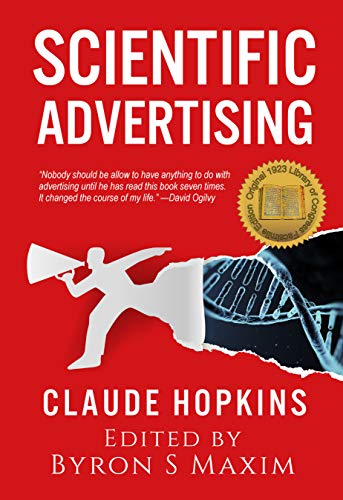 SCIENTIFIC
ADVERTISING
"Nobody should be allow to have anything to do with
advertising until he has read this book seven times.
It changed the course of my life." —David Ogilvy
Original 1923 Library of Congress Facsimile Edition
CLAUDE HOPKINS
EDITED BY
BYRON S MAXIM